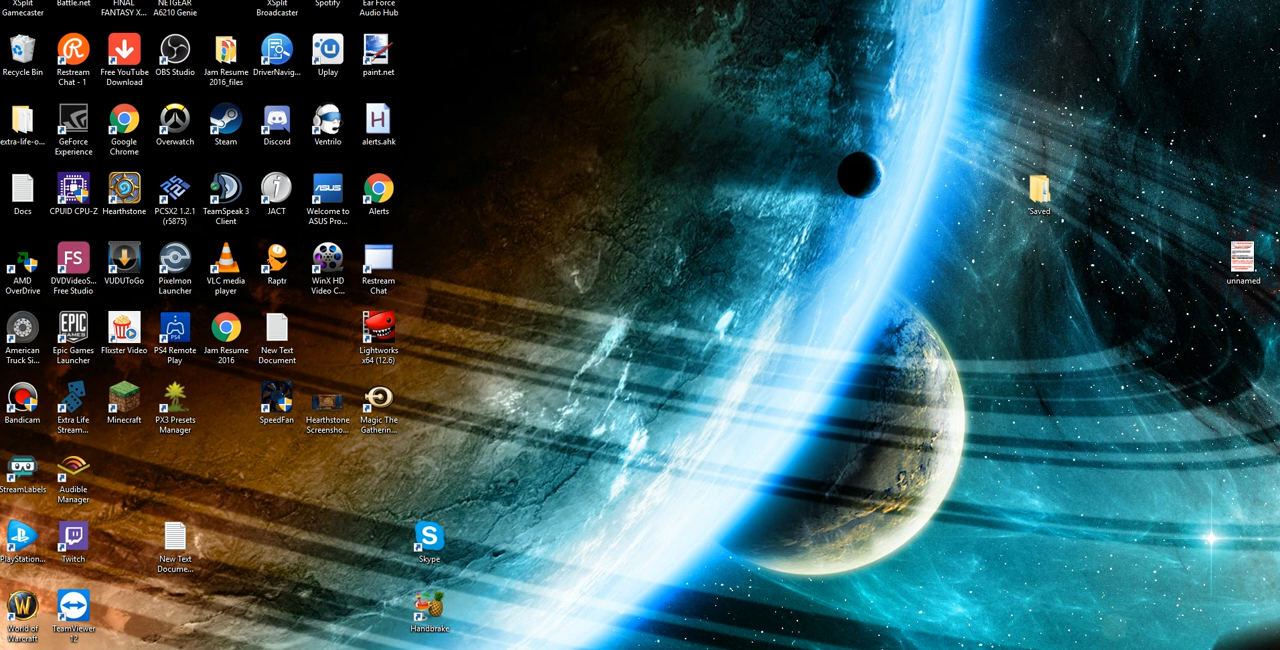 XSplit Gamecaster
Battle.net
FINAL FANTASY X...
NETGEAR A6210 Genie
XSplit Broadcaster
Spotify
Ear Force Audio Hub
Recycle Bin
Restream Chat - 1
Free YouTube Download
OBS Studio
Jam Resume 2016_files
DriverNavig...
Uplay
paint.net
extra-life-o...
GeForce Experience
Google Chrome
Overwatch
Steam
Discord
Ventrilo
alerts.ahk
Docs
CPUID CPU-Z
Hearthstone
PCSX2 1.2.1 (r5875)
TeamSpeak 3 Client
JACT
Welcome to ASUS Pro...
Alerts
Saved
AMD OverDrive
DVDVideoS... Free Studio
VUDUToGo
Pixelmon Launcher
VLC media player
Raptr
WinX HD Video C...
Restream Chat
unnamed
American Truck Si...
Epic Games Launcher
Flixster Video
PS4 Remote Play
Jam Resume 2016
New Text Document
Lightworks x64 (12.6)
Bandicam
Extra Life Stream...
Minecraft
PX3 Presets Manager
SpeedFan
Hearthstone Screensho...
Magic The Gatherin...
StreamLabels
Audible Manager
PlayStation...
Twitch
New Text Docume...
Skype
World of Warcraft
TeamViewer 12
Handbrake